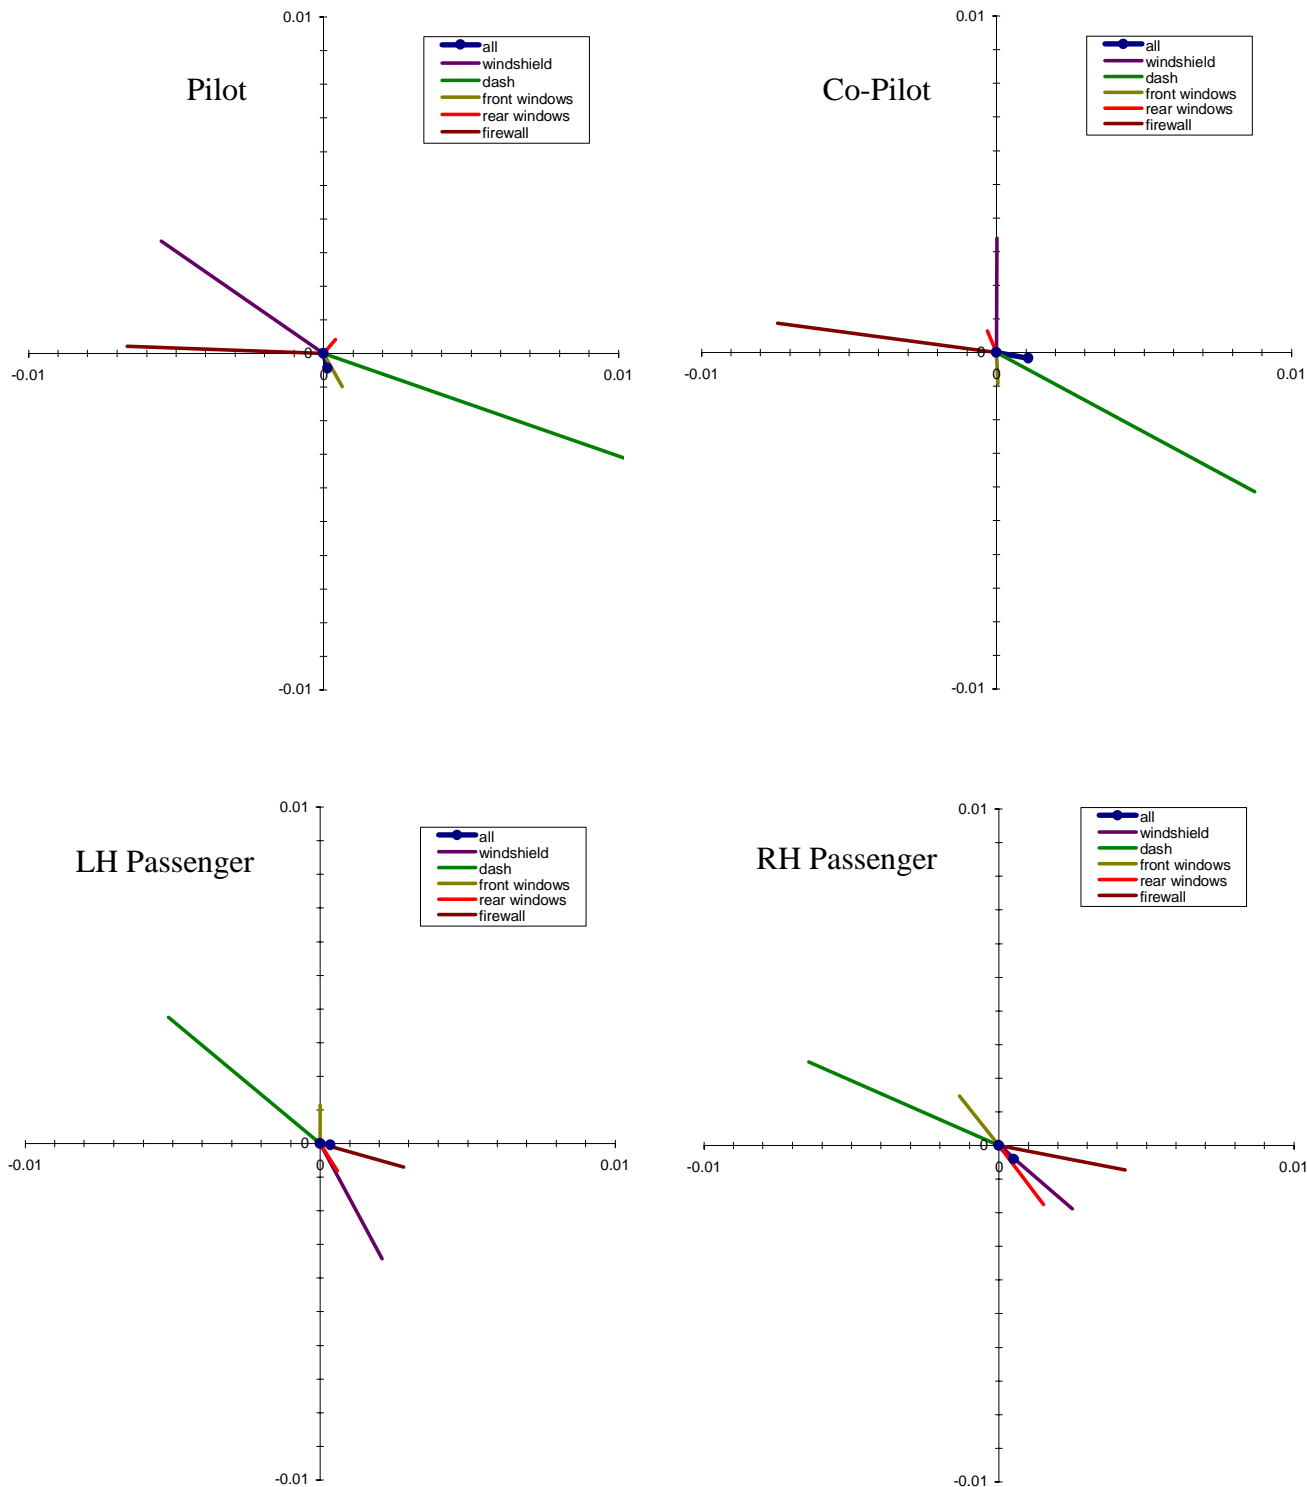 0.01
all
windshield
dash
front windows
rear windows
firewall
Pilot
-0.01
0
0
0.01
-0.01
0.01
all
windshield
dash
front windows
rear windows
firewall
Co-Pilot
-0.01
0
0
0.01
-0.01
0.01
all
windshield
dash
front windows
rear windows
firewall
LH Passenger
-0.01
0
0
0.01
-0.01
0.01
all
windshield
dash
front windows
rear windows
firewall
RH Passenger
-0.01
0
0
0.01
-0.01